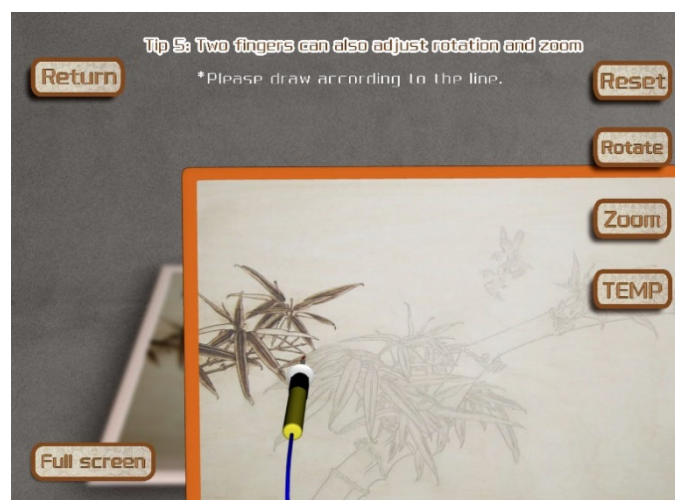 Tip 5: Two fingers can also adjust rotation and zoom
Return
*Please draw according to the line.
Reset
Rotate
Zoom
TEMP
Full screen